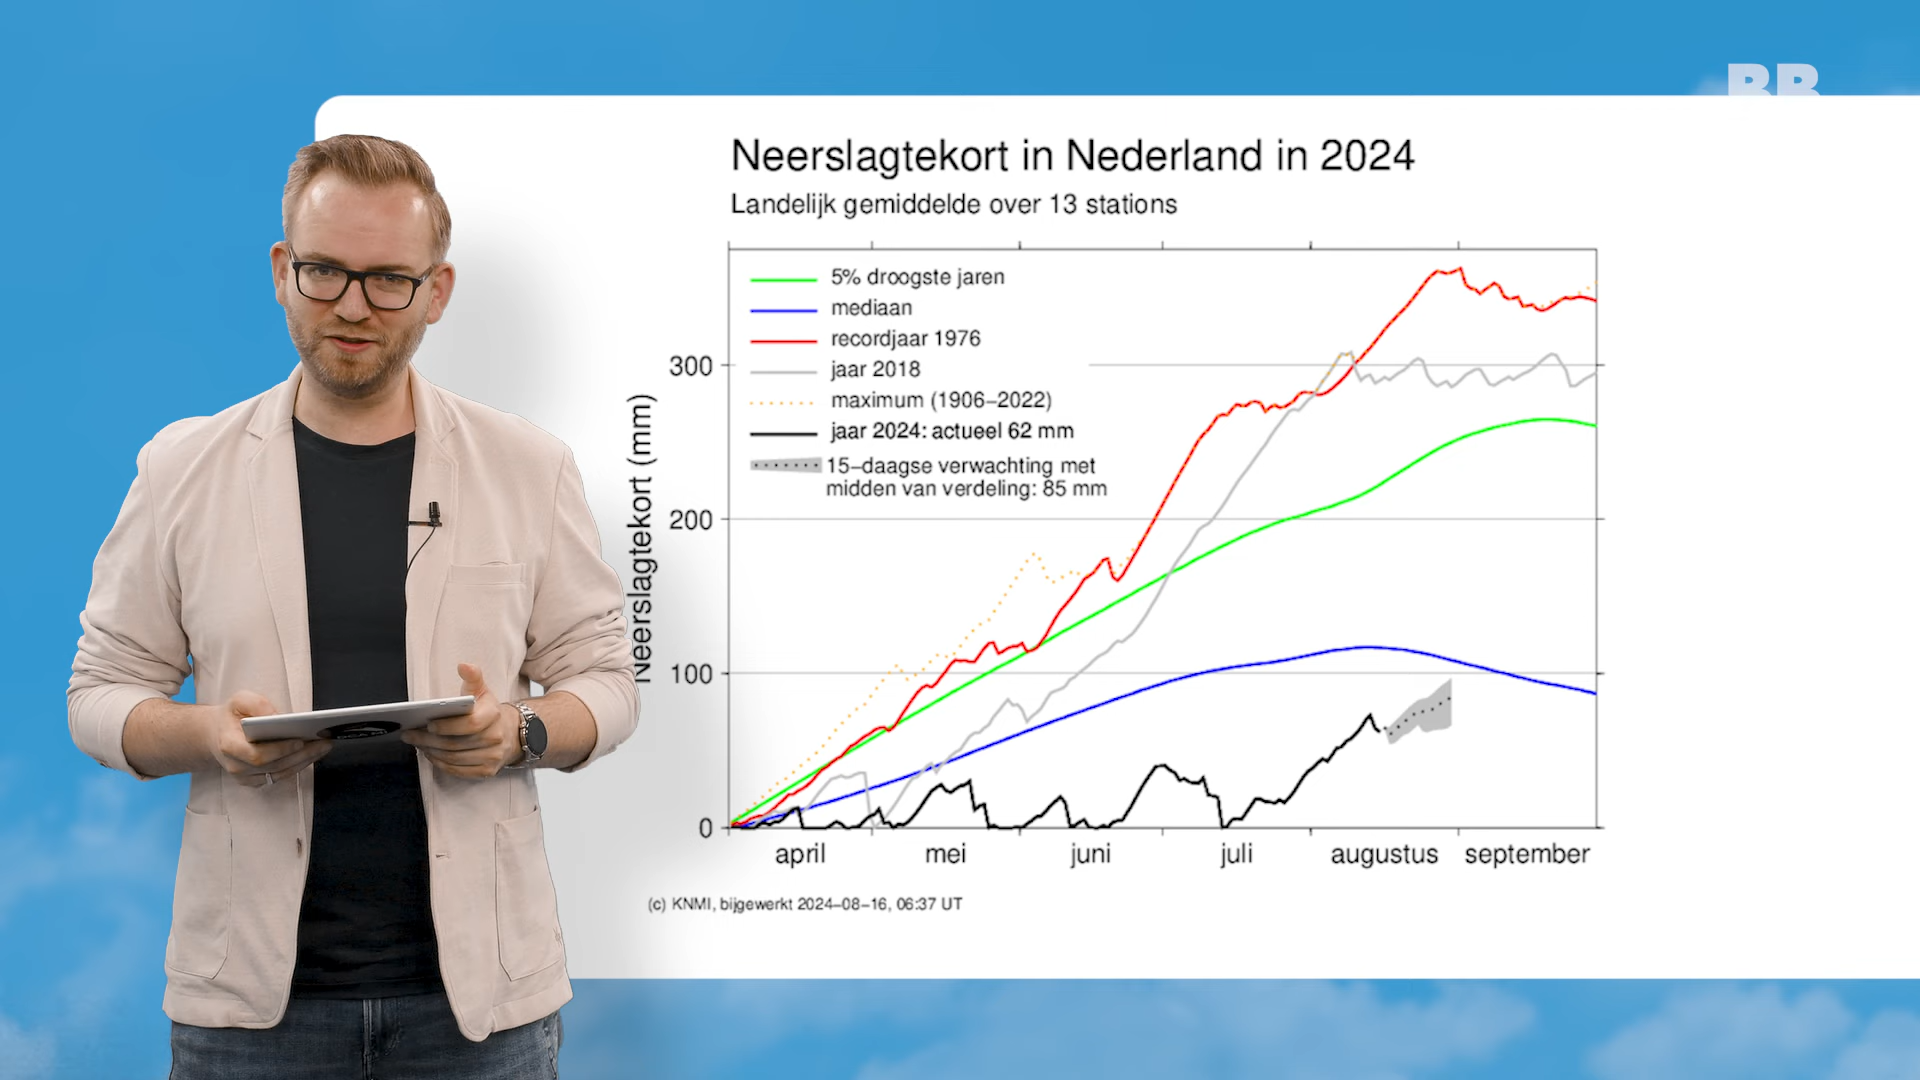 BB
Neerslagtekort in Nederland in 2024
Landelijk gemiddelde over 13 stations
5% droogste jaren
mediaan
recordjaar 1976
jaar 2018
maximum (1906–2022)
jaar 2024: actueel 62 mm
15–daagse verwachting met
midden van verdeling: 85 mm
Neerslagtekort (mm)
300
200
100
0
april mei juni juli augustus september
(c) KNMI, bijgewerkt 2024–08–16, 06:37 UT